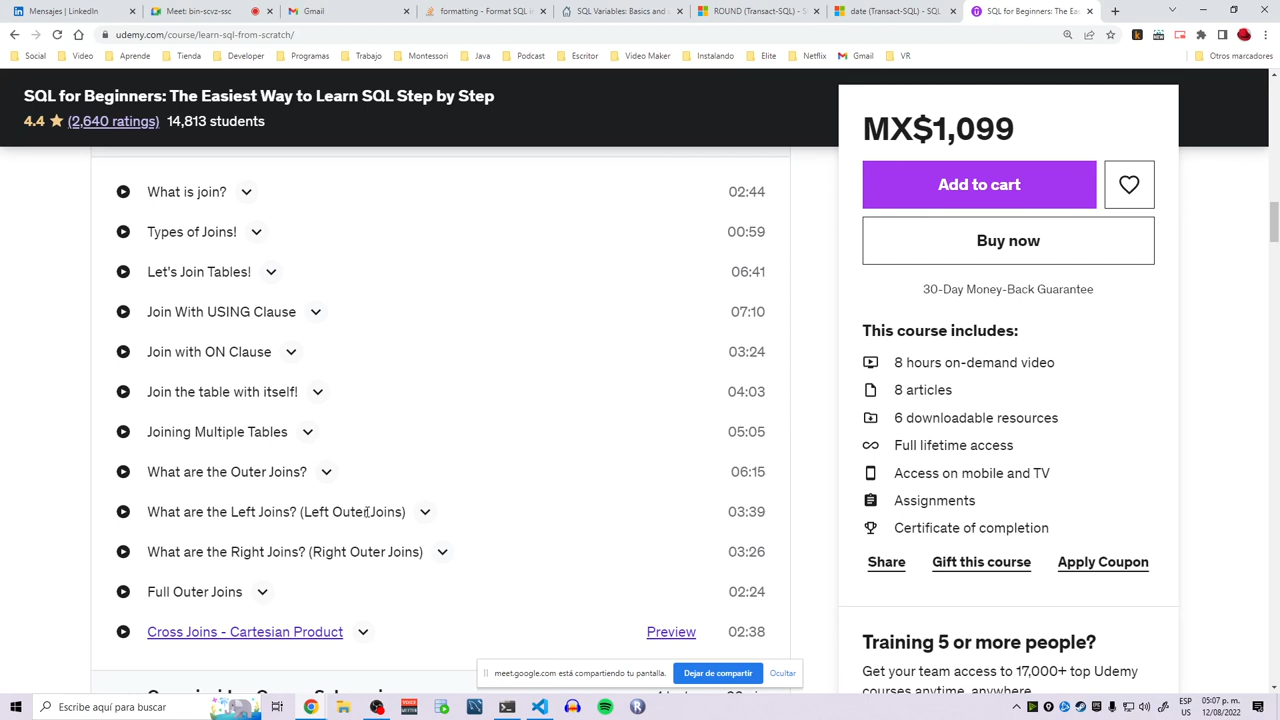 Mensajes | LinkedIn
Meet: bin-scsz-mc
Gmail
formatting - Format SQL in
SQL Variables: Basics and
ROUND (Transact-SQL) - S
date (Transact-SQL) - SQL
SQL for Beginners: The Eas
udemy.com/course/learn-sql-from-scratch/
Social
Video
Aprende
Tienda
Developer
Programas
Trabajo
Montessori
Java
Podcast
Escritor
Video Maker
Instalando
Elite
Netflix
Gmail
VR
Otros marcadores
SQL for Beginners: The Easiest Way to Learn SQL Step by Step
4.4 (2,640 ratings) 14,813 students
What is join? 02:44
Types of Joins! 00:59
Let's Join Tables! 06:41
Join With USING Clause 07:10
Join with ON Clause 03:24
Join the table with itself! 04:03
Joining Multiple Tables 05:05
What are the Outer Joins? 06:15
What are the Left Joins? (Left Outer Joins) 03:39
What are the Right Joins? (Right Outer Joins) 03:26
Full Outer Joins 02:24
Cross Joins - Cartesian Product Preview 02:38
MX$1,099
Add to cart
Buy now
30-Day Money-Back Guarantee
This course includes:
8 hours on-demand video
8 articles
6 downloadable resources
Full lifetime access
Access on mobile and TV
Assignments
Certificate of completion
Share Gift this course Apply Coupon
Training 5 or more people?
Get your team access to 17,000+ top Udemy
courses anytime, anywhere.
meet.google.com está compartiendo tu pantalla. Dejar de compartir Ocultar
Escribe aquí para buscar
ESP
US
05:07 p. m.
12/08/2022